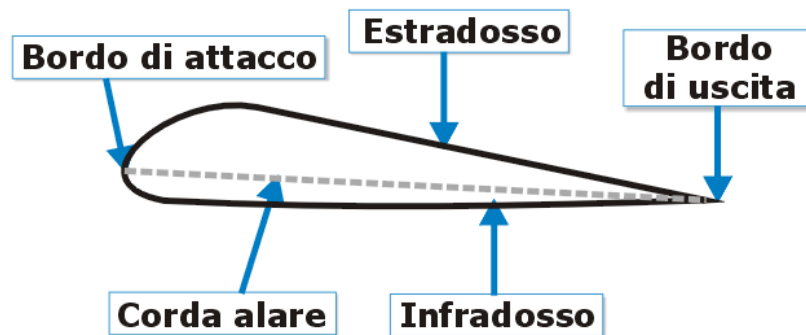 Estradosso
Bordo di attacco
Bordo
di uscita
Corda alare
Infradosso